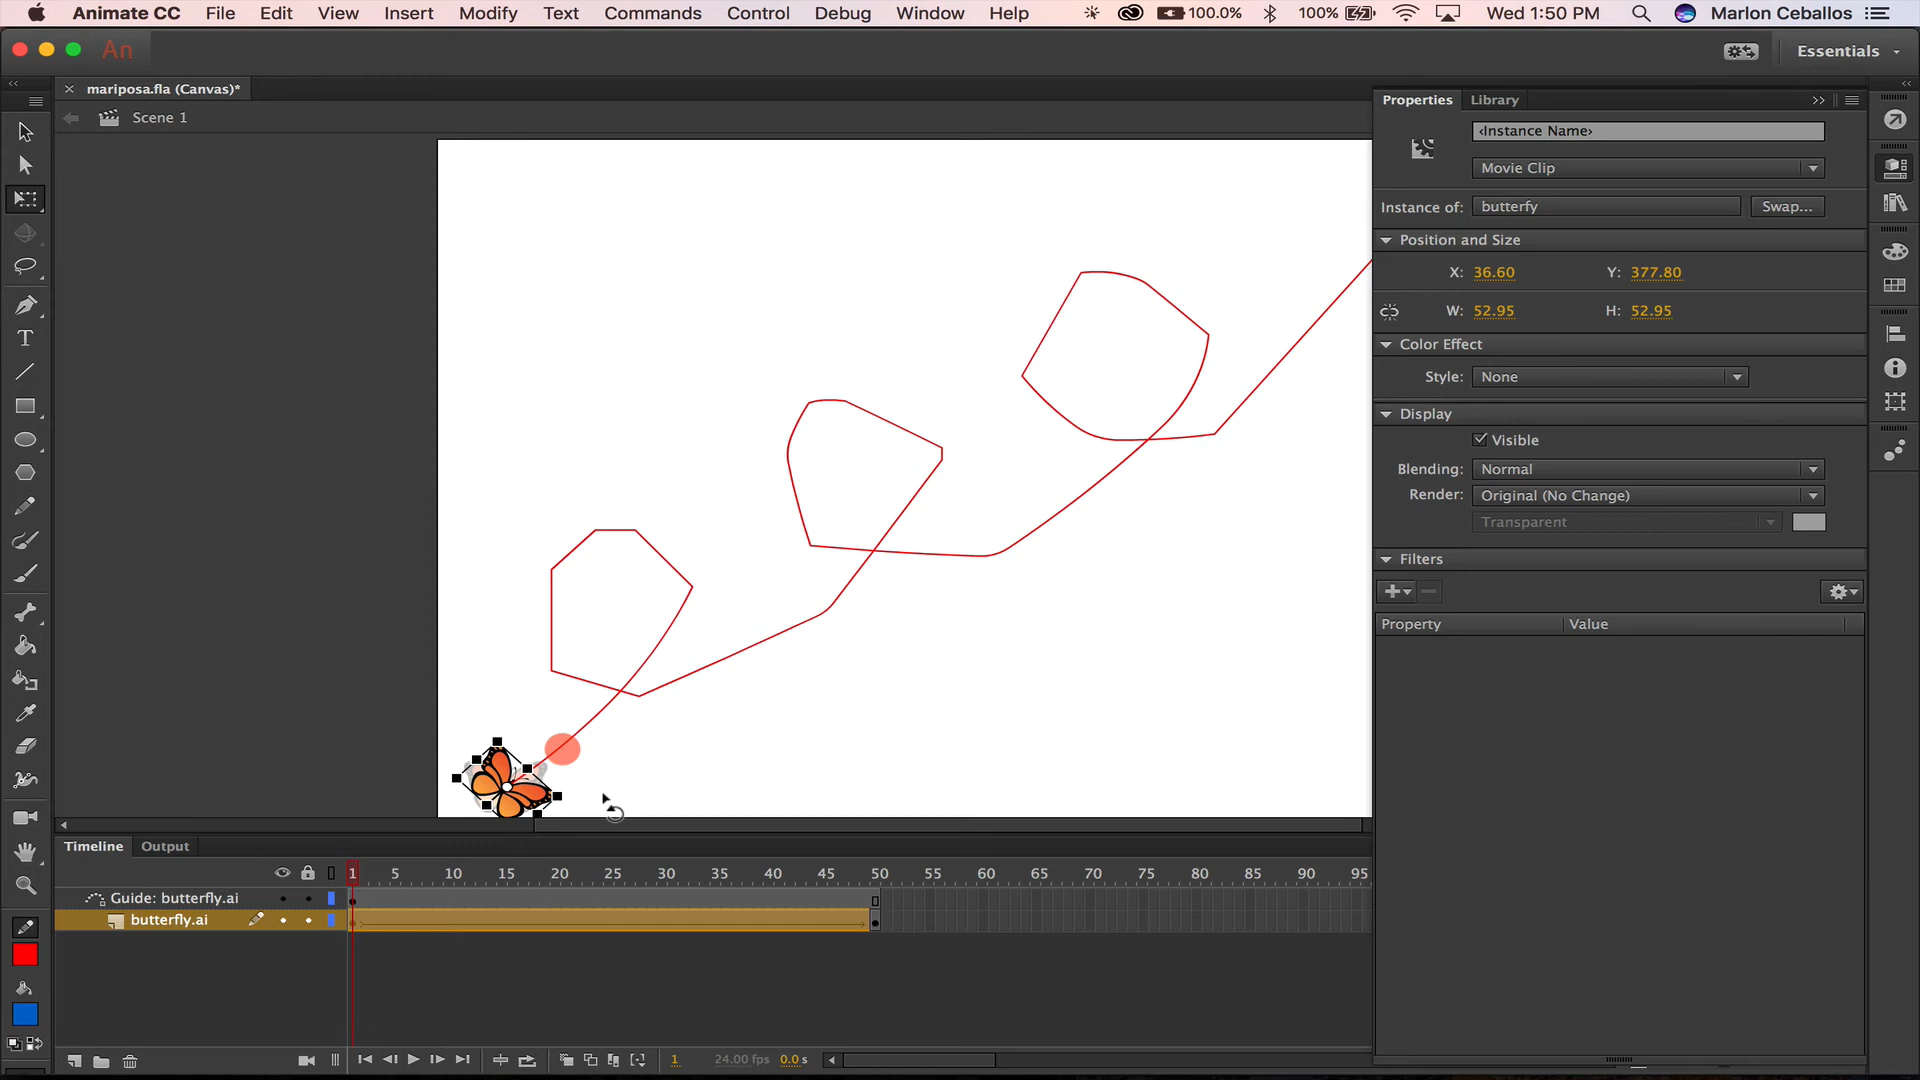 Animate CC File Edit View Insert Modify Text Commands Control Debug Window Help 100.0% 100% Wed 1:50 PM Marlon Ceballos
An Essentials
mariposa.fla (Canvas)*
Scene 1
Properties Library
<Instance Name>
Movie Clip
Instance of: butterfy Swap...
Position and Size
X: 36.60 Y: 377.80
W: 52.95 H: 52.95
Color Effect
Style: None
Display
Visible
Blending: Normal
Render: Original (No Change)
Transparent
Filters
Property Value
Timeline Output
1 5 10 15 20 25 30 35 40 45 50 55 60 65 70 75 80 85 90 95
Guide: butterfly.ai
butterfly.ai
1 24.00 fps 0.0 s